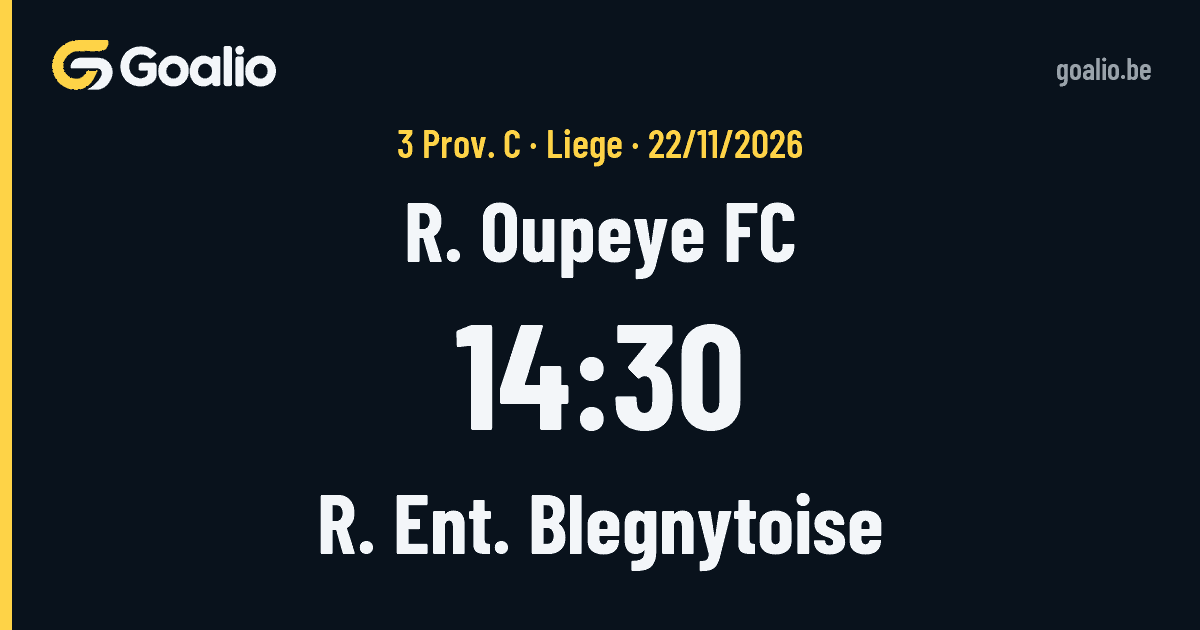 Goalio
goalio.be
3 Prov. C · Liege · 22/11/2026
R. Oupeye FC
14:30
R. Ent. Blegnytoise